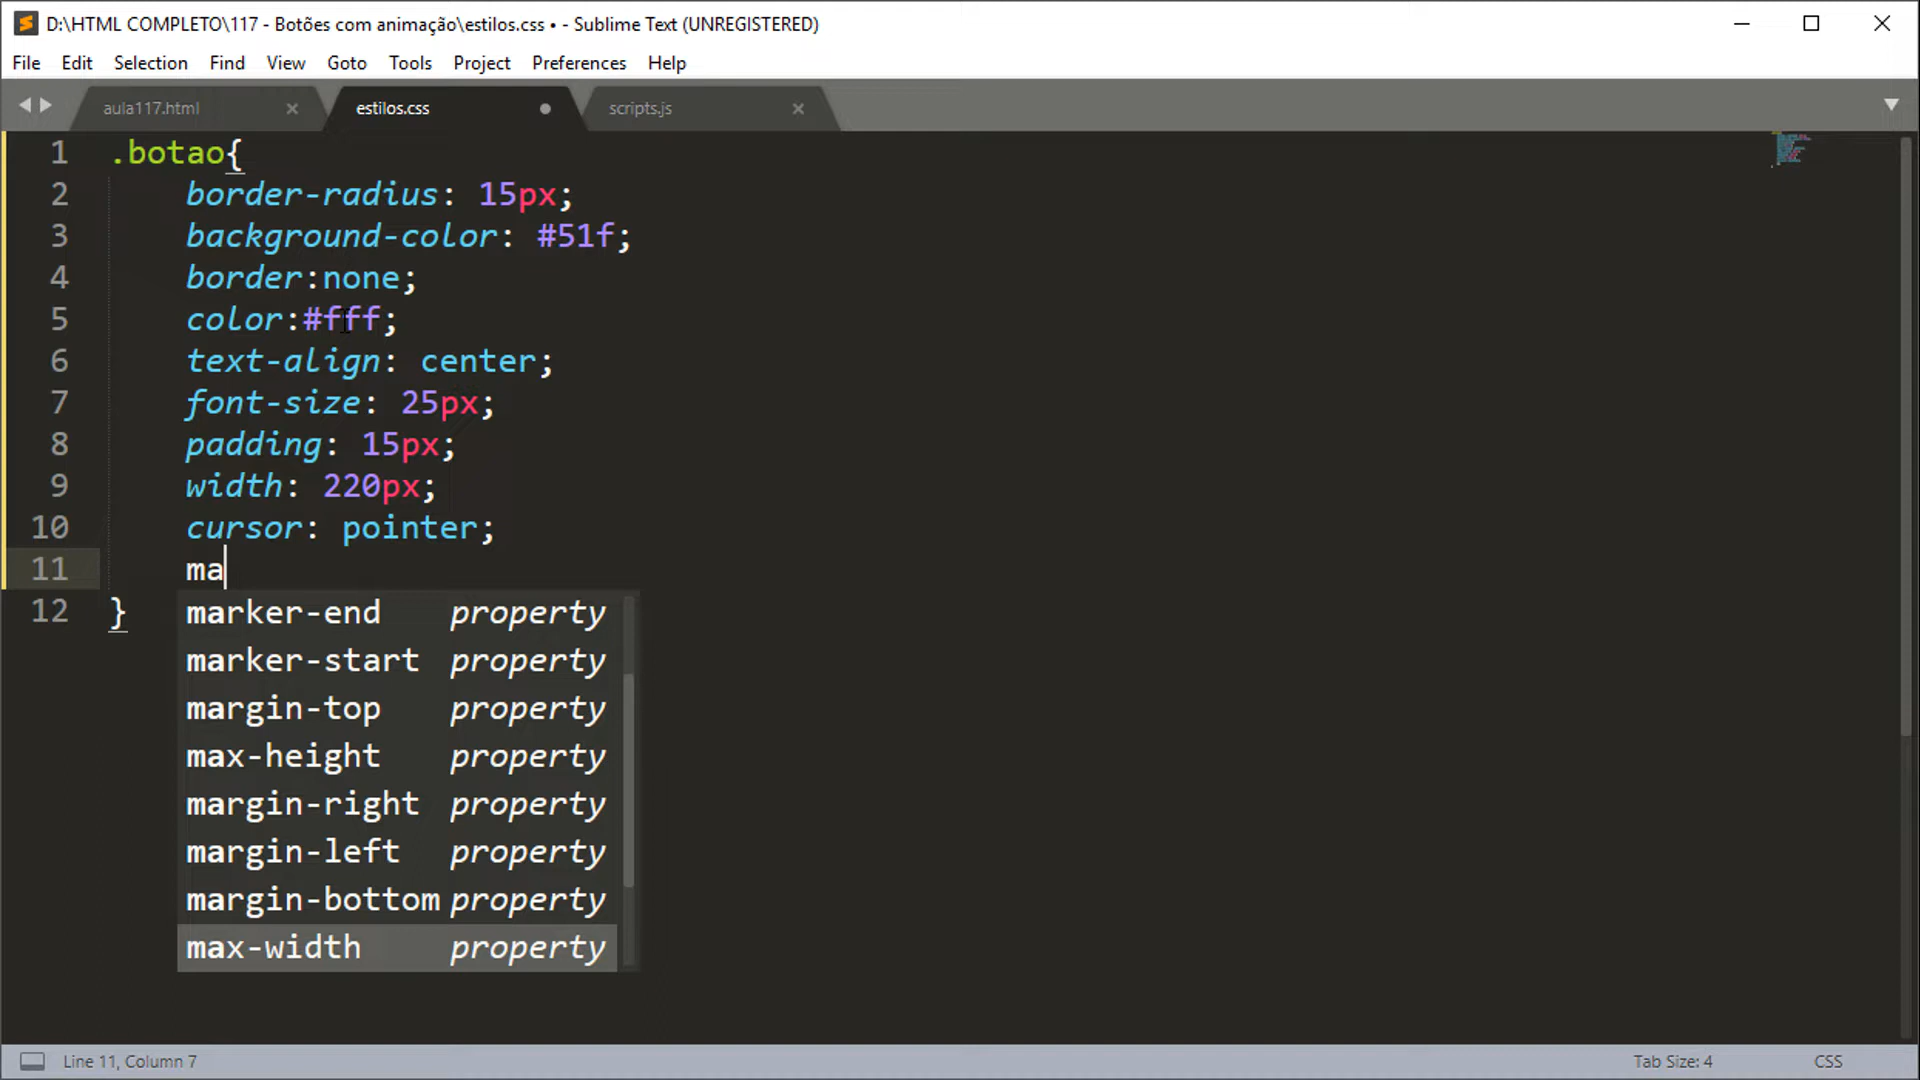 D:\HTML COMPLETO\117 - Botões com animação\estilos.css • - Sublime Text (UNREGISTERED)
File Edit Selection Find View Goto Tools Project Preferences Help
aula117.html estilos.css scripts.js
1 .botao{
2 border-radius: 15px;
3 background-color: #51f;
4 border:none;
5 color:#fff;
6 text-align: center;
7 font-size: 25px;
8 padding: 15px;
9 width: 220px;
10 cursor: pointer;
11 ma
12 }
marker-end property
marker-start property
margin-top property
max-height property
margin-right property
margin-left property
margin-bottom property
max-width property
Line 11, Column 7 Tab Size: 4 CSS